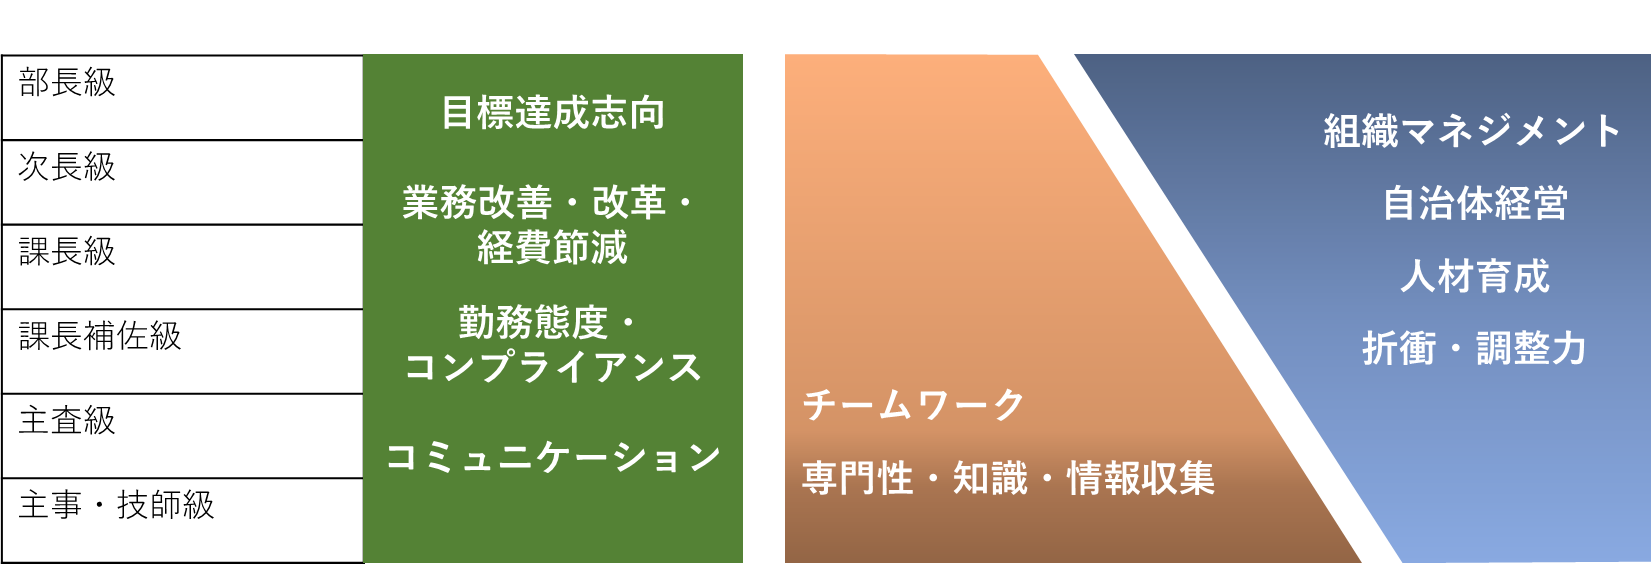 部長級
次長級
課長級
課長補佐級
主査級
主事・技師級
目標達成志向
業務改善・改革・
経費節減
勤務態度・
コンプライアンス
コミュニケーション
チームワーク
専門性・知識・情報収集
組織マネジメント
自治体経営
人材育成
折衝・調整力